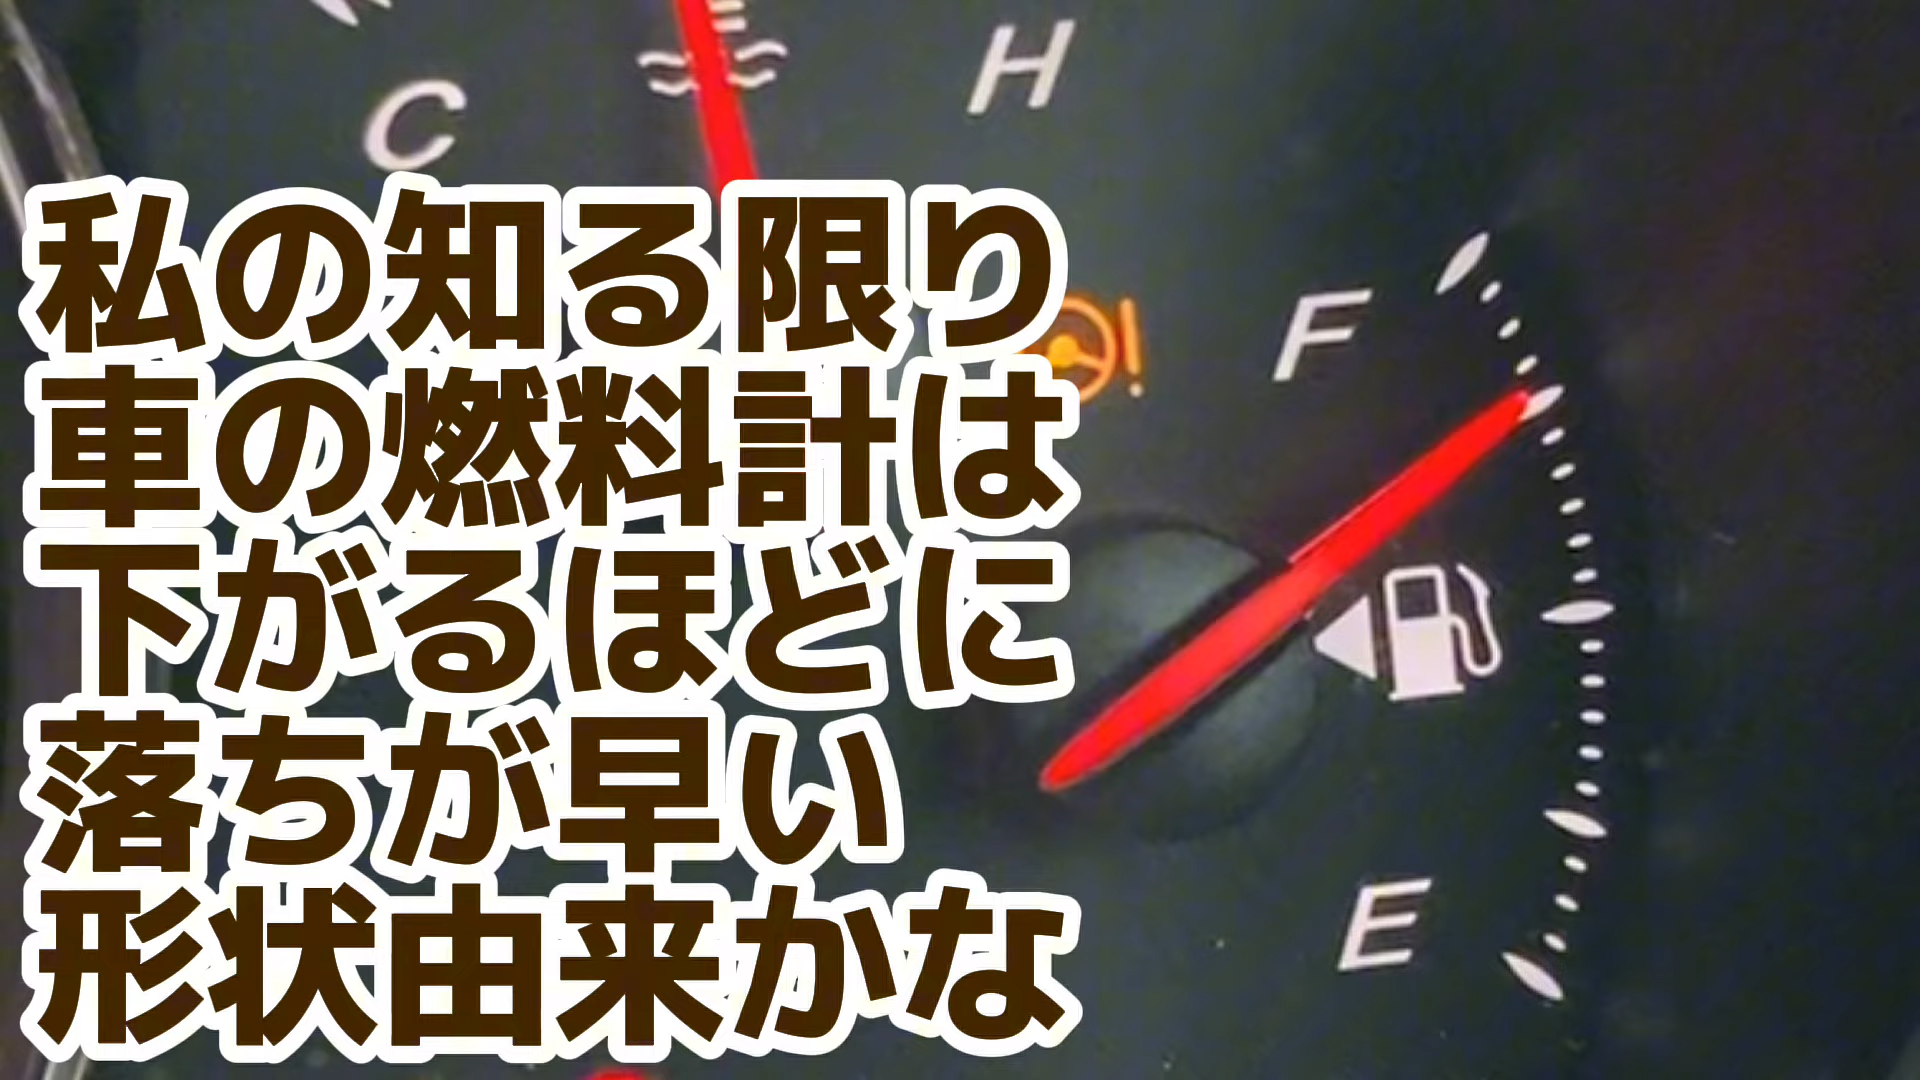 C
H
私の知る限り
車の燃料計は
下がるほどに
落ちが早い
形状由来かな
F
E